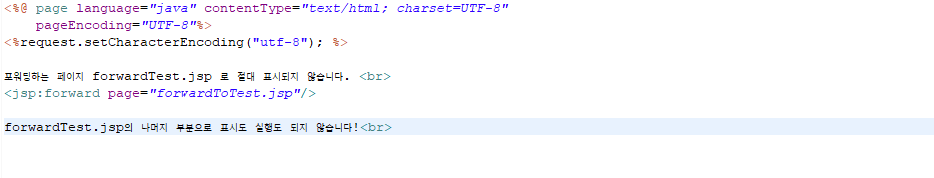 <%@ page language="java" contentType="text/html; charset=UTF-8"
pageEncoding="UTF-8"%>
<%request.setCharacterEncoding("utf-8"); %>
포워딩하는 페이지 forwardTest.jsp 로 절대 표시되지 않습니다. <br>
<jsp:forward page="forwardToTest.jsp"/>
forwardTest.jsp의 나머지 부분으로 표시도 실행도 되지 않습니다!<br>